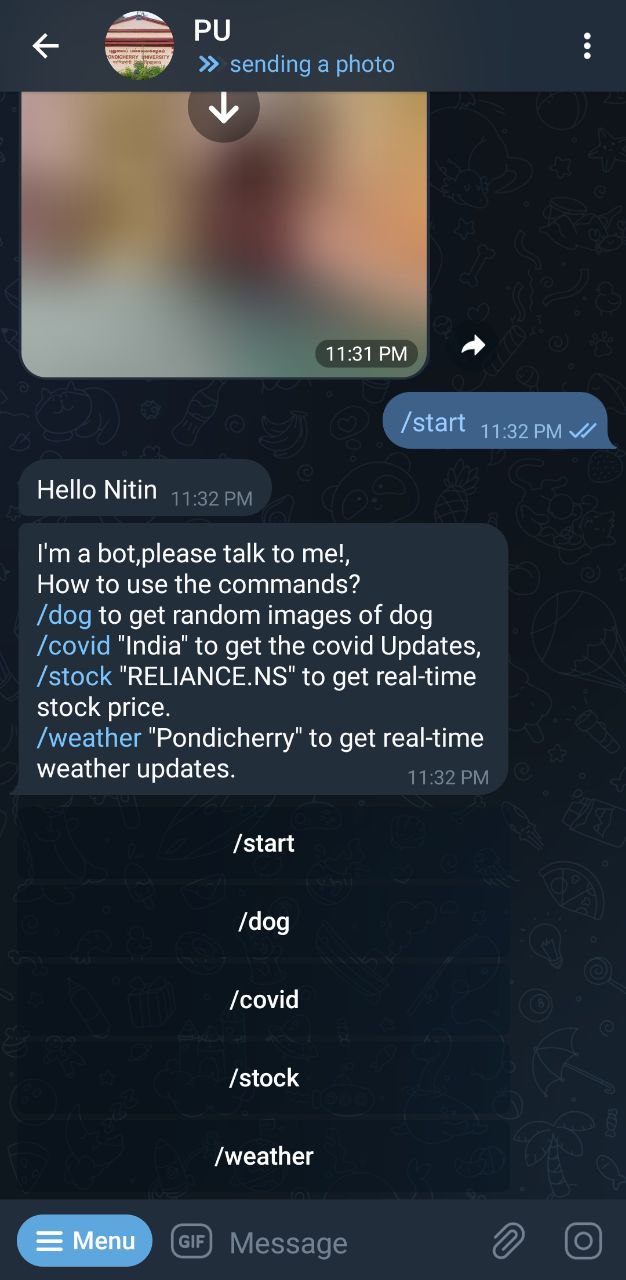 PU
sending a photo
PONDICHERRY UNIVERSITY
11:31 PM
/start 11:32 PM
Hello Nitin 11:32 PM
I'm a bot,please talk to me!,
How to use the commands?
/dog to get random images of dog
/covid "India" to get the covid Updates,
/stock "RELIANCE.NS" to get real-time
stock price.
/weather "Pondicherry" to get real-time
weather updates.
11:32 PM
/start
/dog
/covid
/stock
/weather
Menu GIF Message